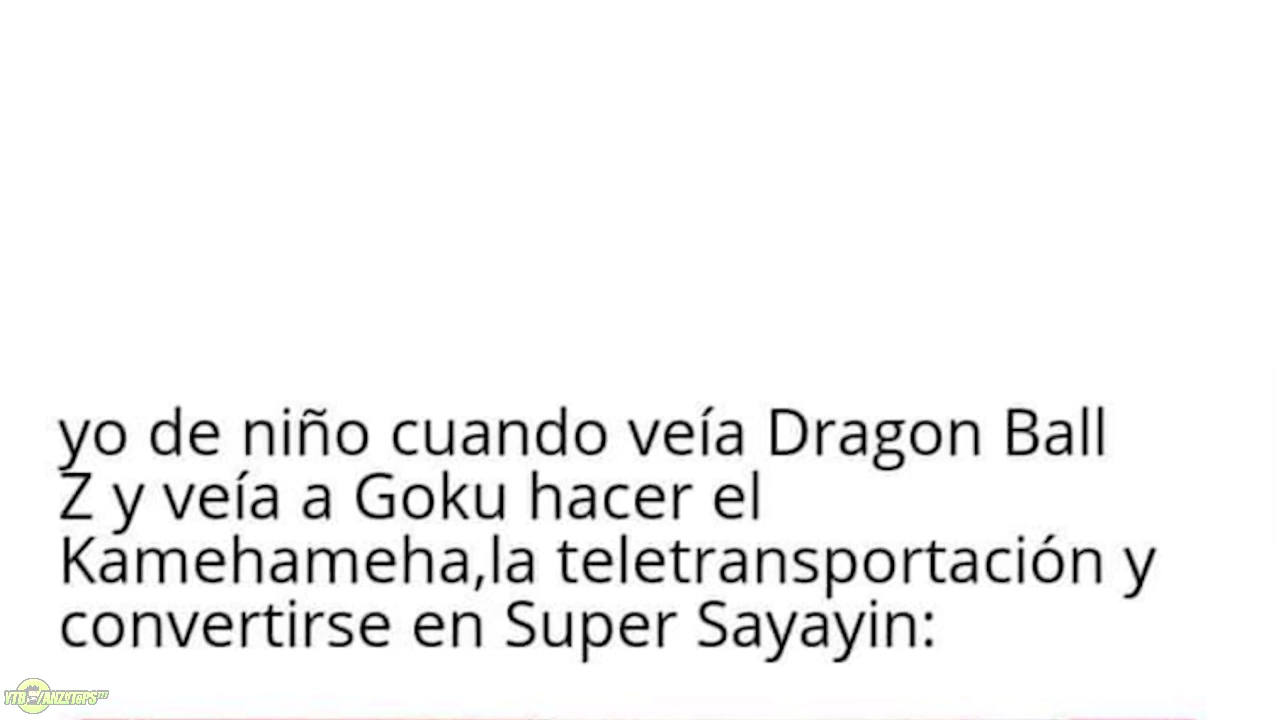 yo de niño cuando veía Dragon Ball
Z y veía a Goku hacer el
Kamehameha,la teletransportación y
convertirse en Super Sayayin: